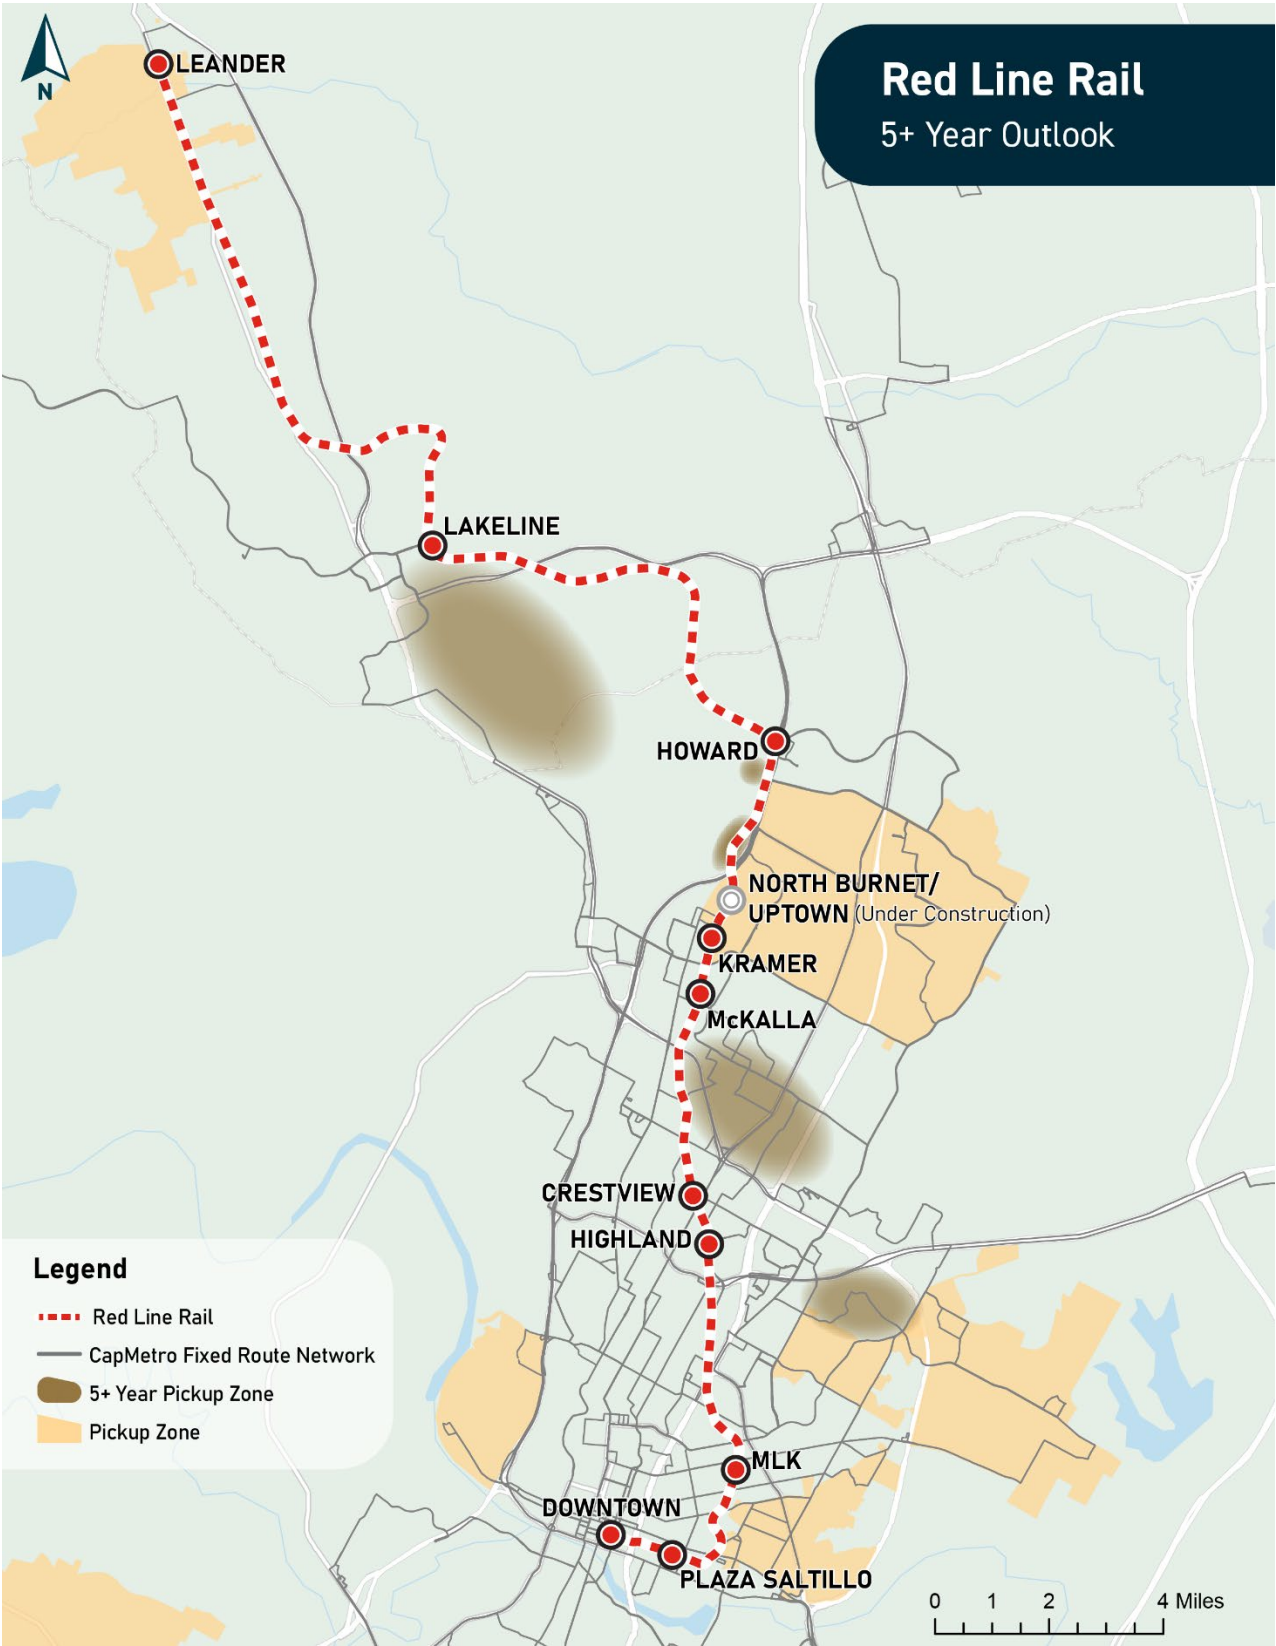 Red Line Rail
5+ Year Outlook
N
LEANDER
LAKELINE
HOWARD
NORTH BURNET/
UPTOWN (Under Construction)
KRAMER
McKALLA
CRESTVIEW
HIGHLAND
MLK
DOWNTOWN
PLAZA SALTILLO
Legend
Red Line Rail
CapMetro Fixed Route Network
5+ Year Pickup Zone
Pickup Zone
0 1 2 4 Miles